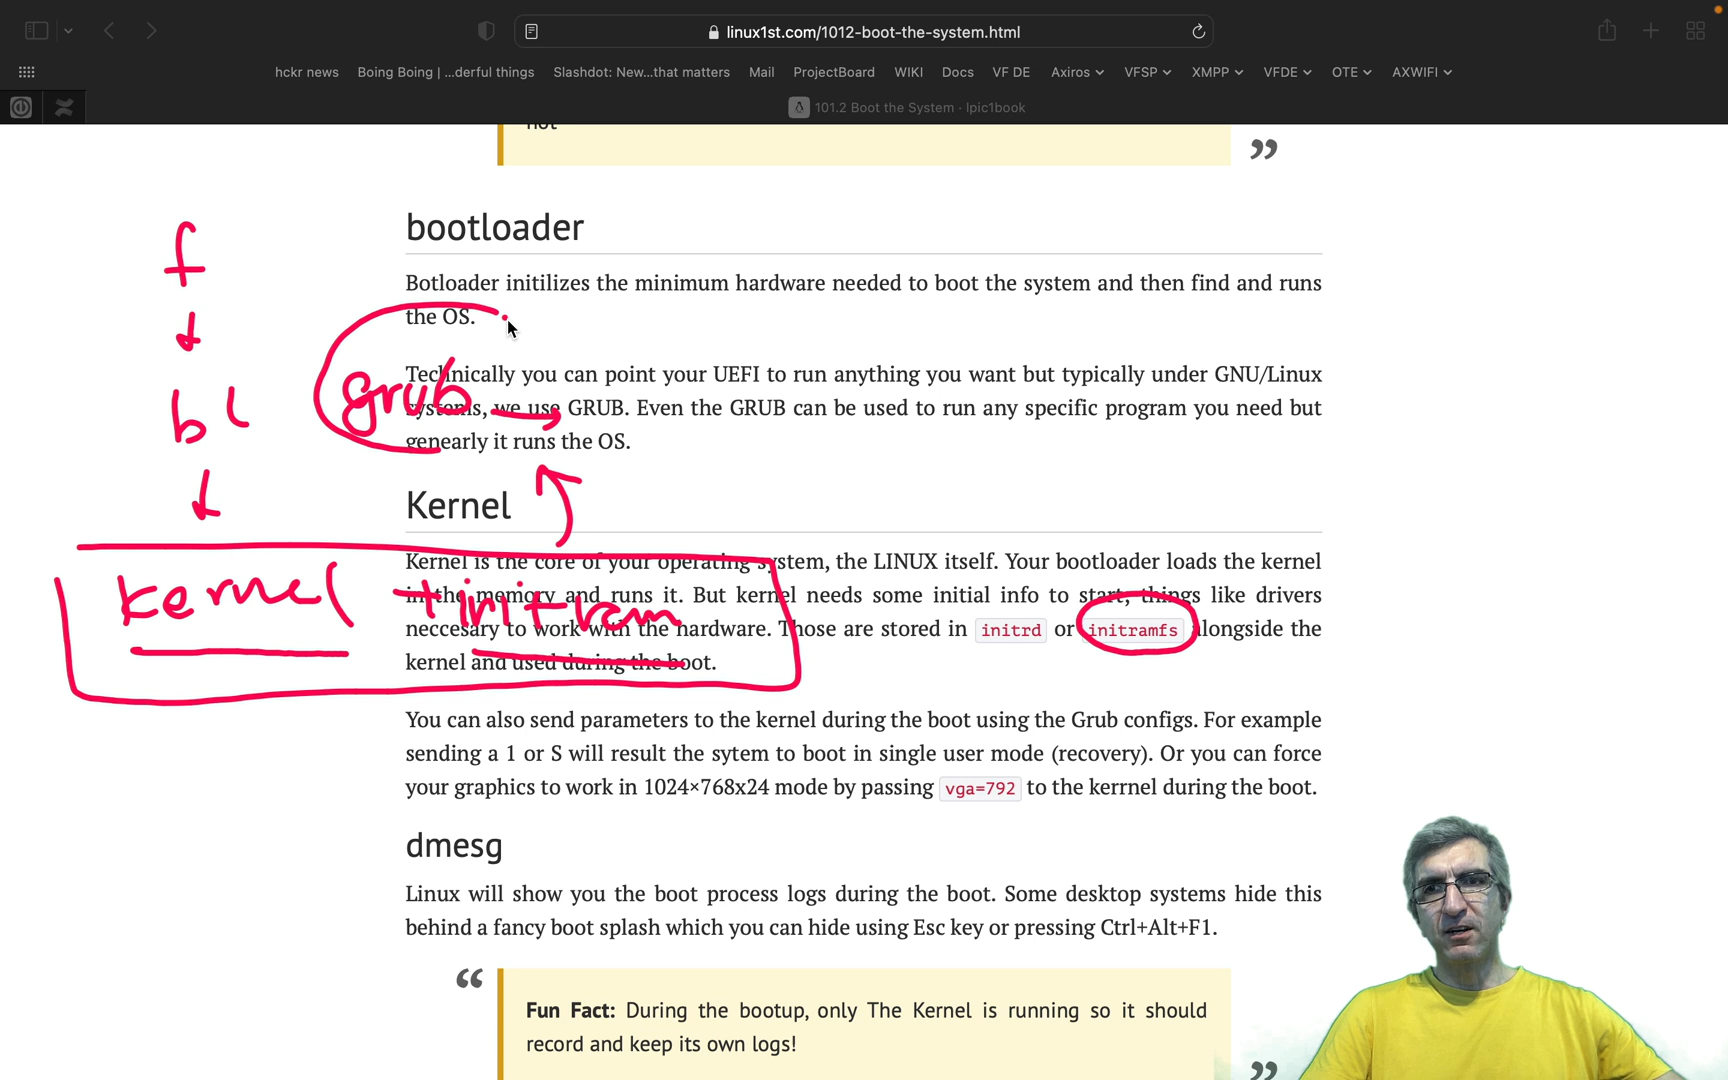 linux1st.com/1012-boot-the-system.html
hckr news Boing Boing | ...derful things Slashdot: New...that matters Mail ProjectBoard WIKI Docs VF DE Axiros VFSP XMPP VFDE OTE AXWIFI
101.2 Boot the System · lpic1book
not
”
bootloader
Botloader initilizes the minimum hardware needed to boot the system and then find and runs
the OS.
Technically you can point your UEFI to run anything you want but typically under GNU/Linux
systems, we use GRUB. Even the GRUB can be used to run any specific program you need but
genearly it runs the OS.
f
bl
grub
Kernel
Kernel is the core of your operating system, the LINUX itself. Your bootloader loads the kernel
in the memory and runs it. But kernel needs some initial info to start, things like drivers
neccesary to work with the hardware. Those are stored in initrd or initramfs alongside the
kernel and used during the boot.
kernel + initram
You can also send parameters to the kernel during the boot using the Grub configs. For example
sending a 1 or S will result the sytem to boot in single user mode (recovery). Or you can force
your graphics to work in 1024×768x24 mode by passing vga=792 to the kerrnel during the boot.
dmesg
Linux will show you the boot process logs during the boot. Some desktop systems hide this
behind a fancy boot splash which you can hide using Esc key or pressing Ctrl+Alt+F1.
“
Fun Fact: During the bootup, only The Kernel is running so it should
record and keep its own logs!
”